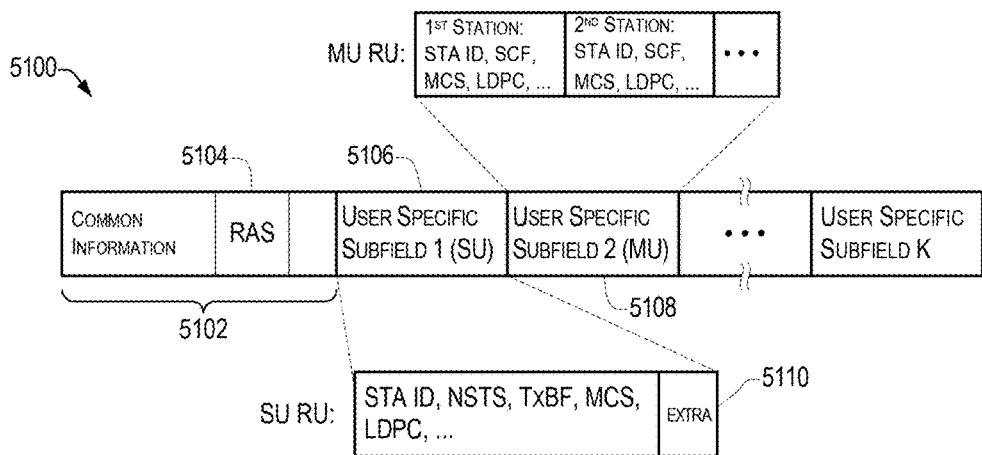 1ST STATION:
STA ID, SCF,
MCS, LDPC, ...
2ND STATION:
STA ID, SCF,
MCS, LDPC, ...
•••
MU RU:
5100
5104
5106
COMMON
INFORMATION
RAS
USER SPECIFIC
SUBFIELD 1 (SU)
USER SPECIFIC
SUBFIELD 2 (MU)
•••
USER SPECIFIC
SUBFIELD K
5102
5108
5110
SU RU:
STA ID, NSTS, TXBF, MCS,
LDPC, ...
EXTRA